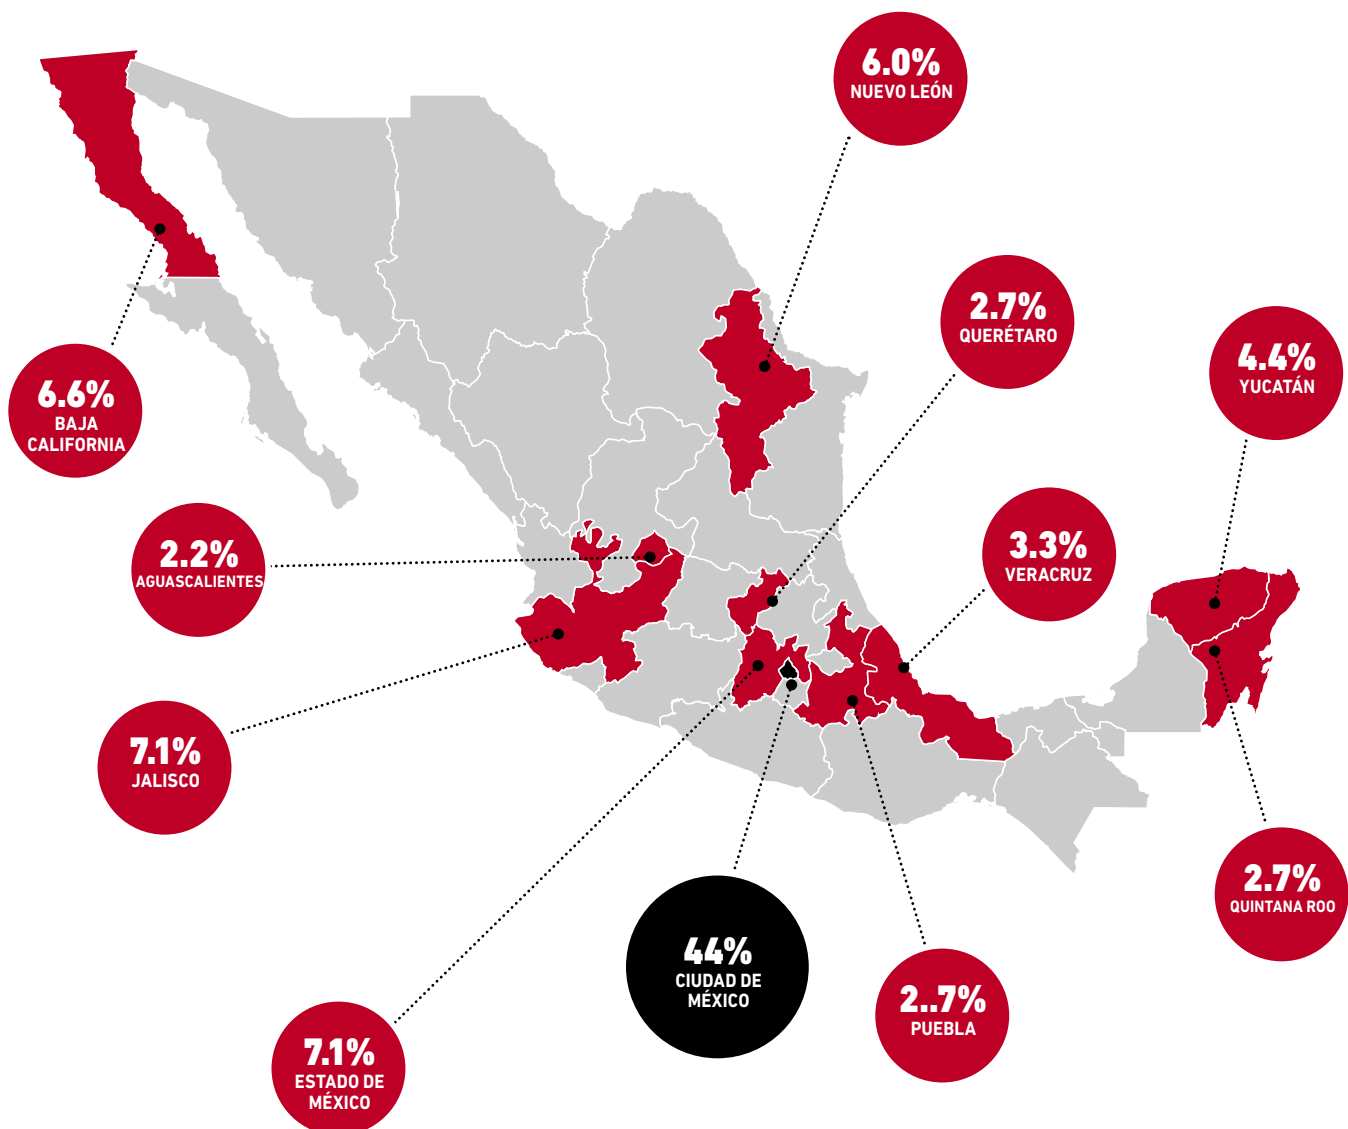 6.0%
NUEVO LEÓN
2.7%
QUERÉTARO
4.4%
YUCATÁN
6.6%
BAJA
CALIFORNIA
2.2%
AGUASCALIENTES
3.3%
VERACRUZ
7.1%
JALISCO
2.7%
QUINTANA ROO
44%
CIUDAD DE
MÉXICO
2..7%
PUEBLA
7.1%
ESTADO DE
MÉXICO